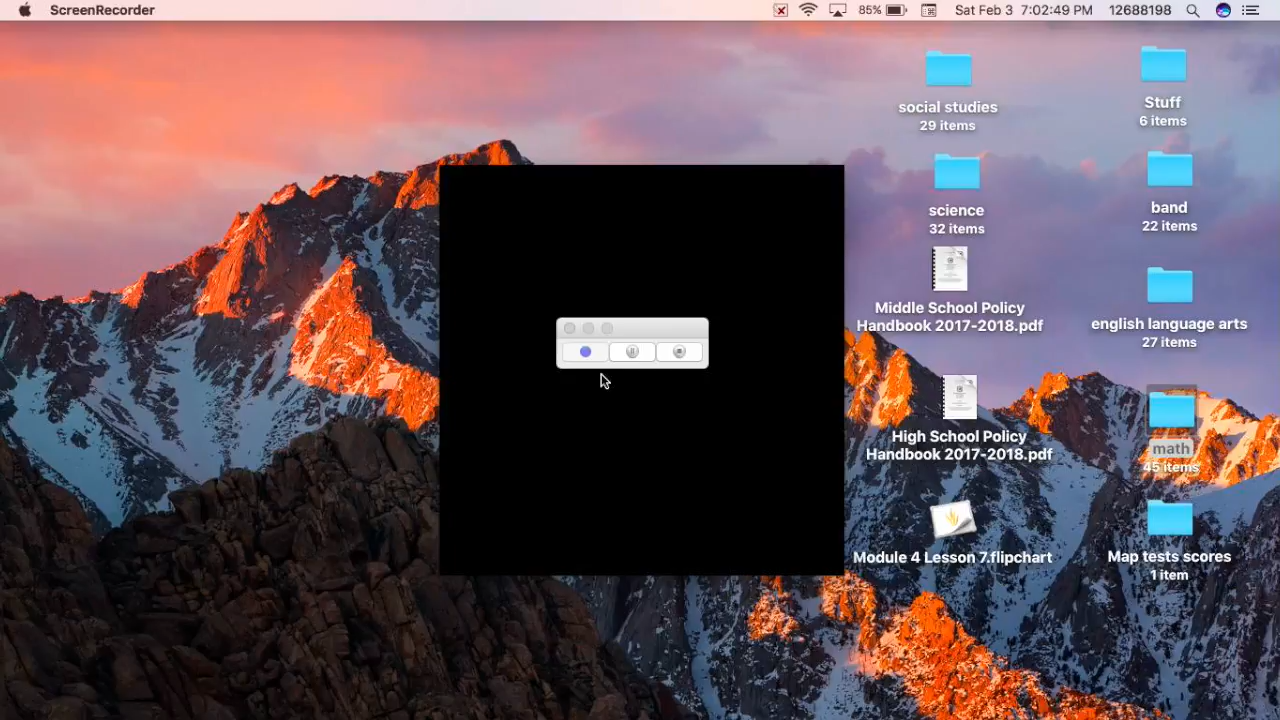 ScreenRecorder
85%
Sat Feb 3 7:02:49 PM
12688198
social studies
29 items
Stuff
6 items
science
32 items
band
22 items
Middle School Policy
Handbook 2017-2018.pdf
english language arts
27 items
High School Policy
Handbook 2017-2018.pdf
math
45 items
Module 4 Lesson 7.flipchart
Map tests scores
1 item